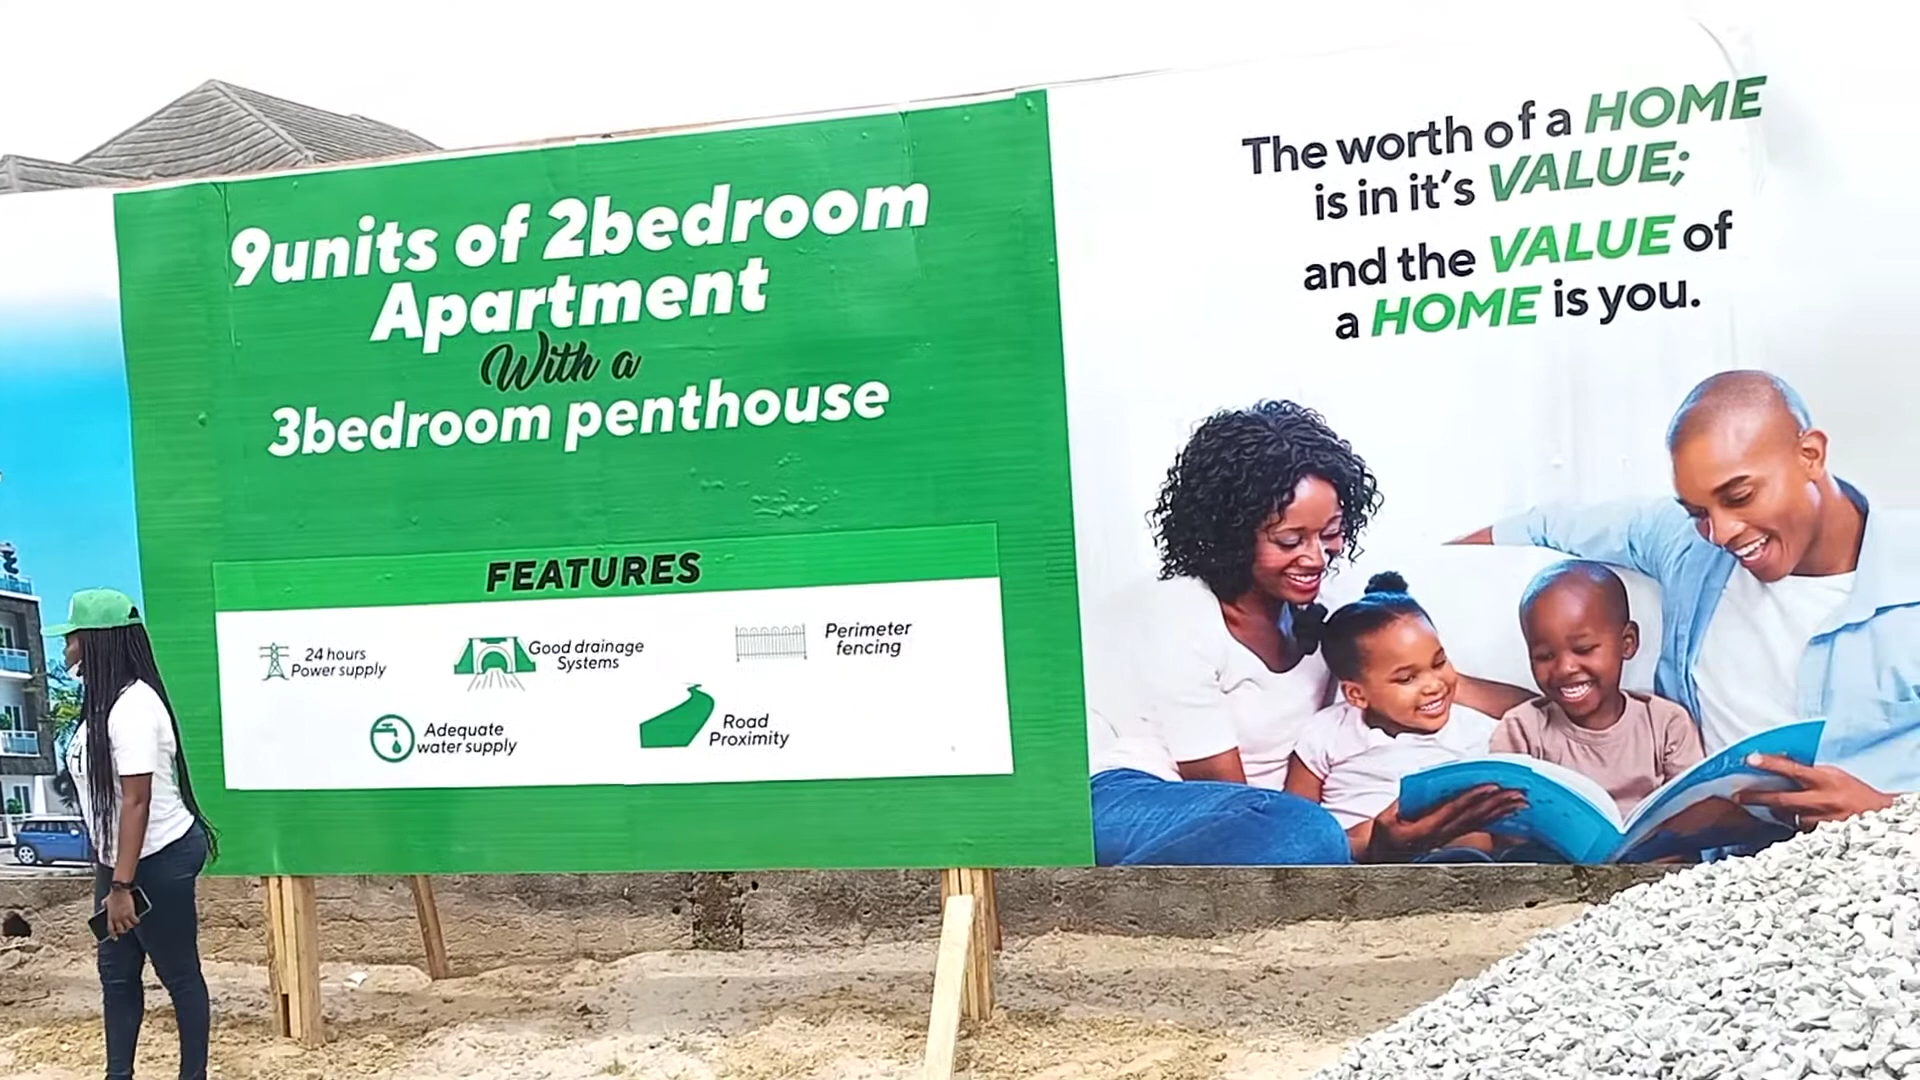 9units of 2bedroom
Apartment
With a
3bedroom penthouse
FEATURES
24 hours
Power supply
Good drainage
Systems
Perimeter
fencing
Adequate
water supply
Road
Proximity
The worth of a HOME
is in it's VALUE;
and the VALUE of
a HOME is you.